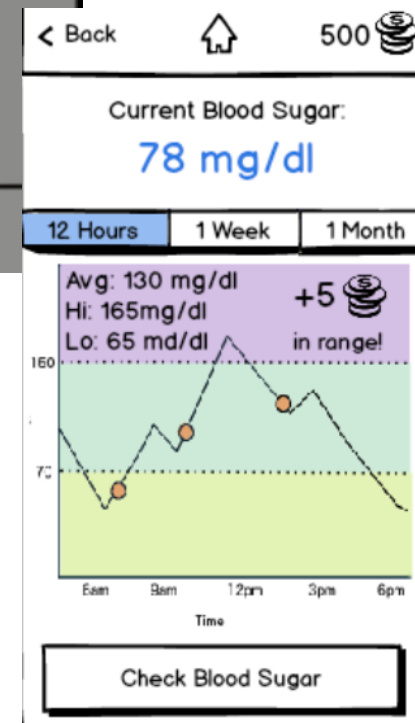 < Back 500
Current Blood Sugar:
78 mg/dl
12 Hours 1 Week 1 Month
Avg: 130 mg/dl
+5
Hi: 165mg/dl
Lo: 65 md/dl in range!
160
70
6am 9am 12pm 3pm 6pm
Time
Check Blood Sugar